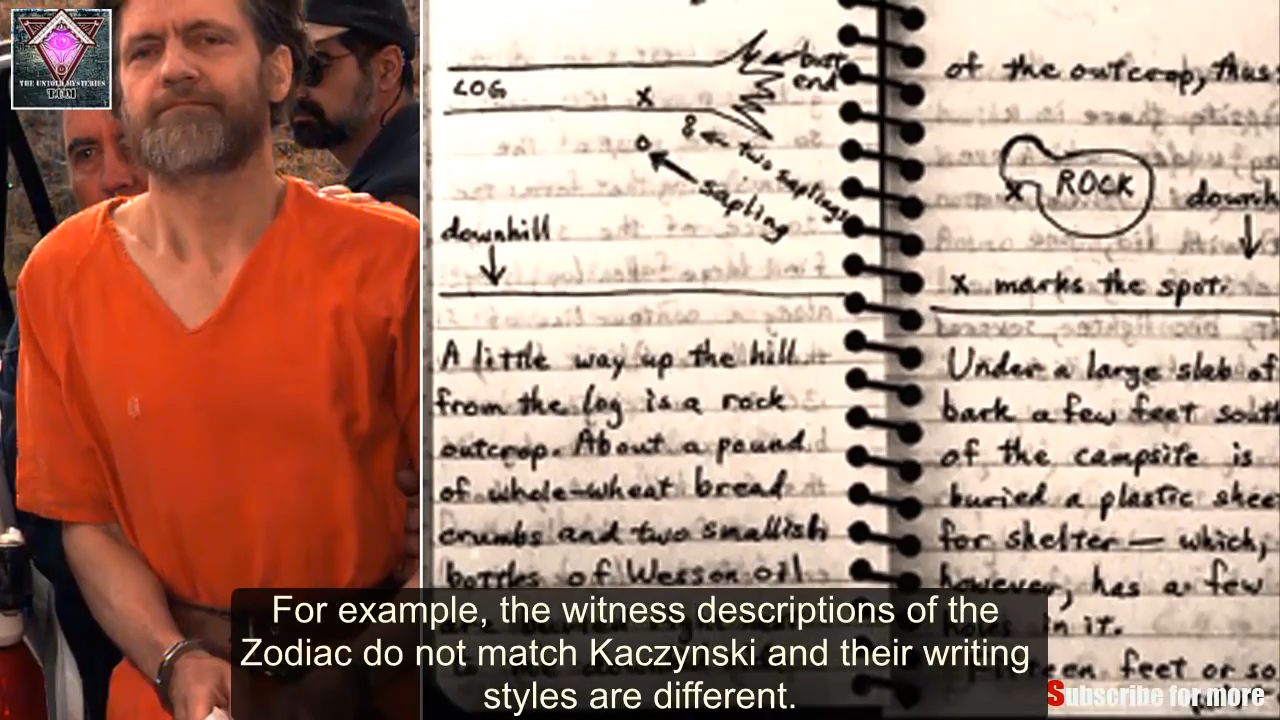 THE UNTOLD MYSTERIES
TUM
LOG
x
butt
end
8 ← two saplings
sapling
downhill
A little way up the hill
from the log is a rock
outcrop. About a pound
of whole-wheat bread
crumbs and two smallish
bottles of Wesson oil
of the outcrop, thus:
ROCK
x
x marks the spot.
Under a large slab of
bark a few feet south
of the campsite is
buried a plastic shee
for shelter — which,
however, has a few
in it.
feet or so
For example, the witness descriptions of the
Zodiac do not match Kaczynski and their writing
styles are different.
Subscribe for more